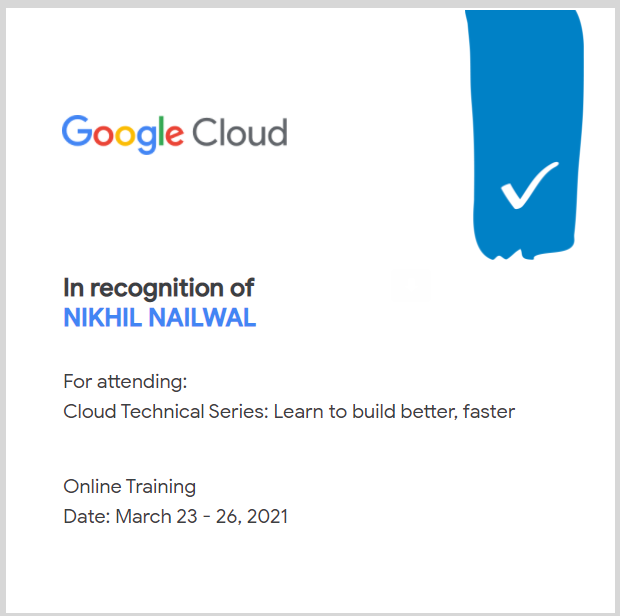 Google Cloud
In recognition of
NIKHIL NAILWAL
For attending:
Cloud Technical Series: Learn to build better, faster
Online Training
Date: March 23 - 26, 2021